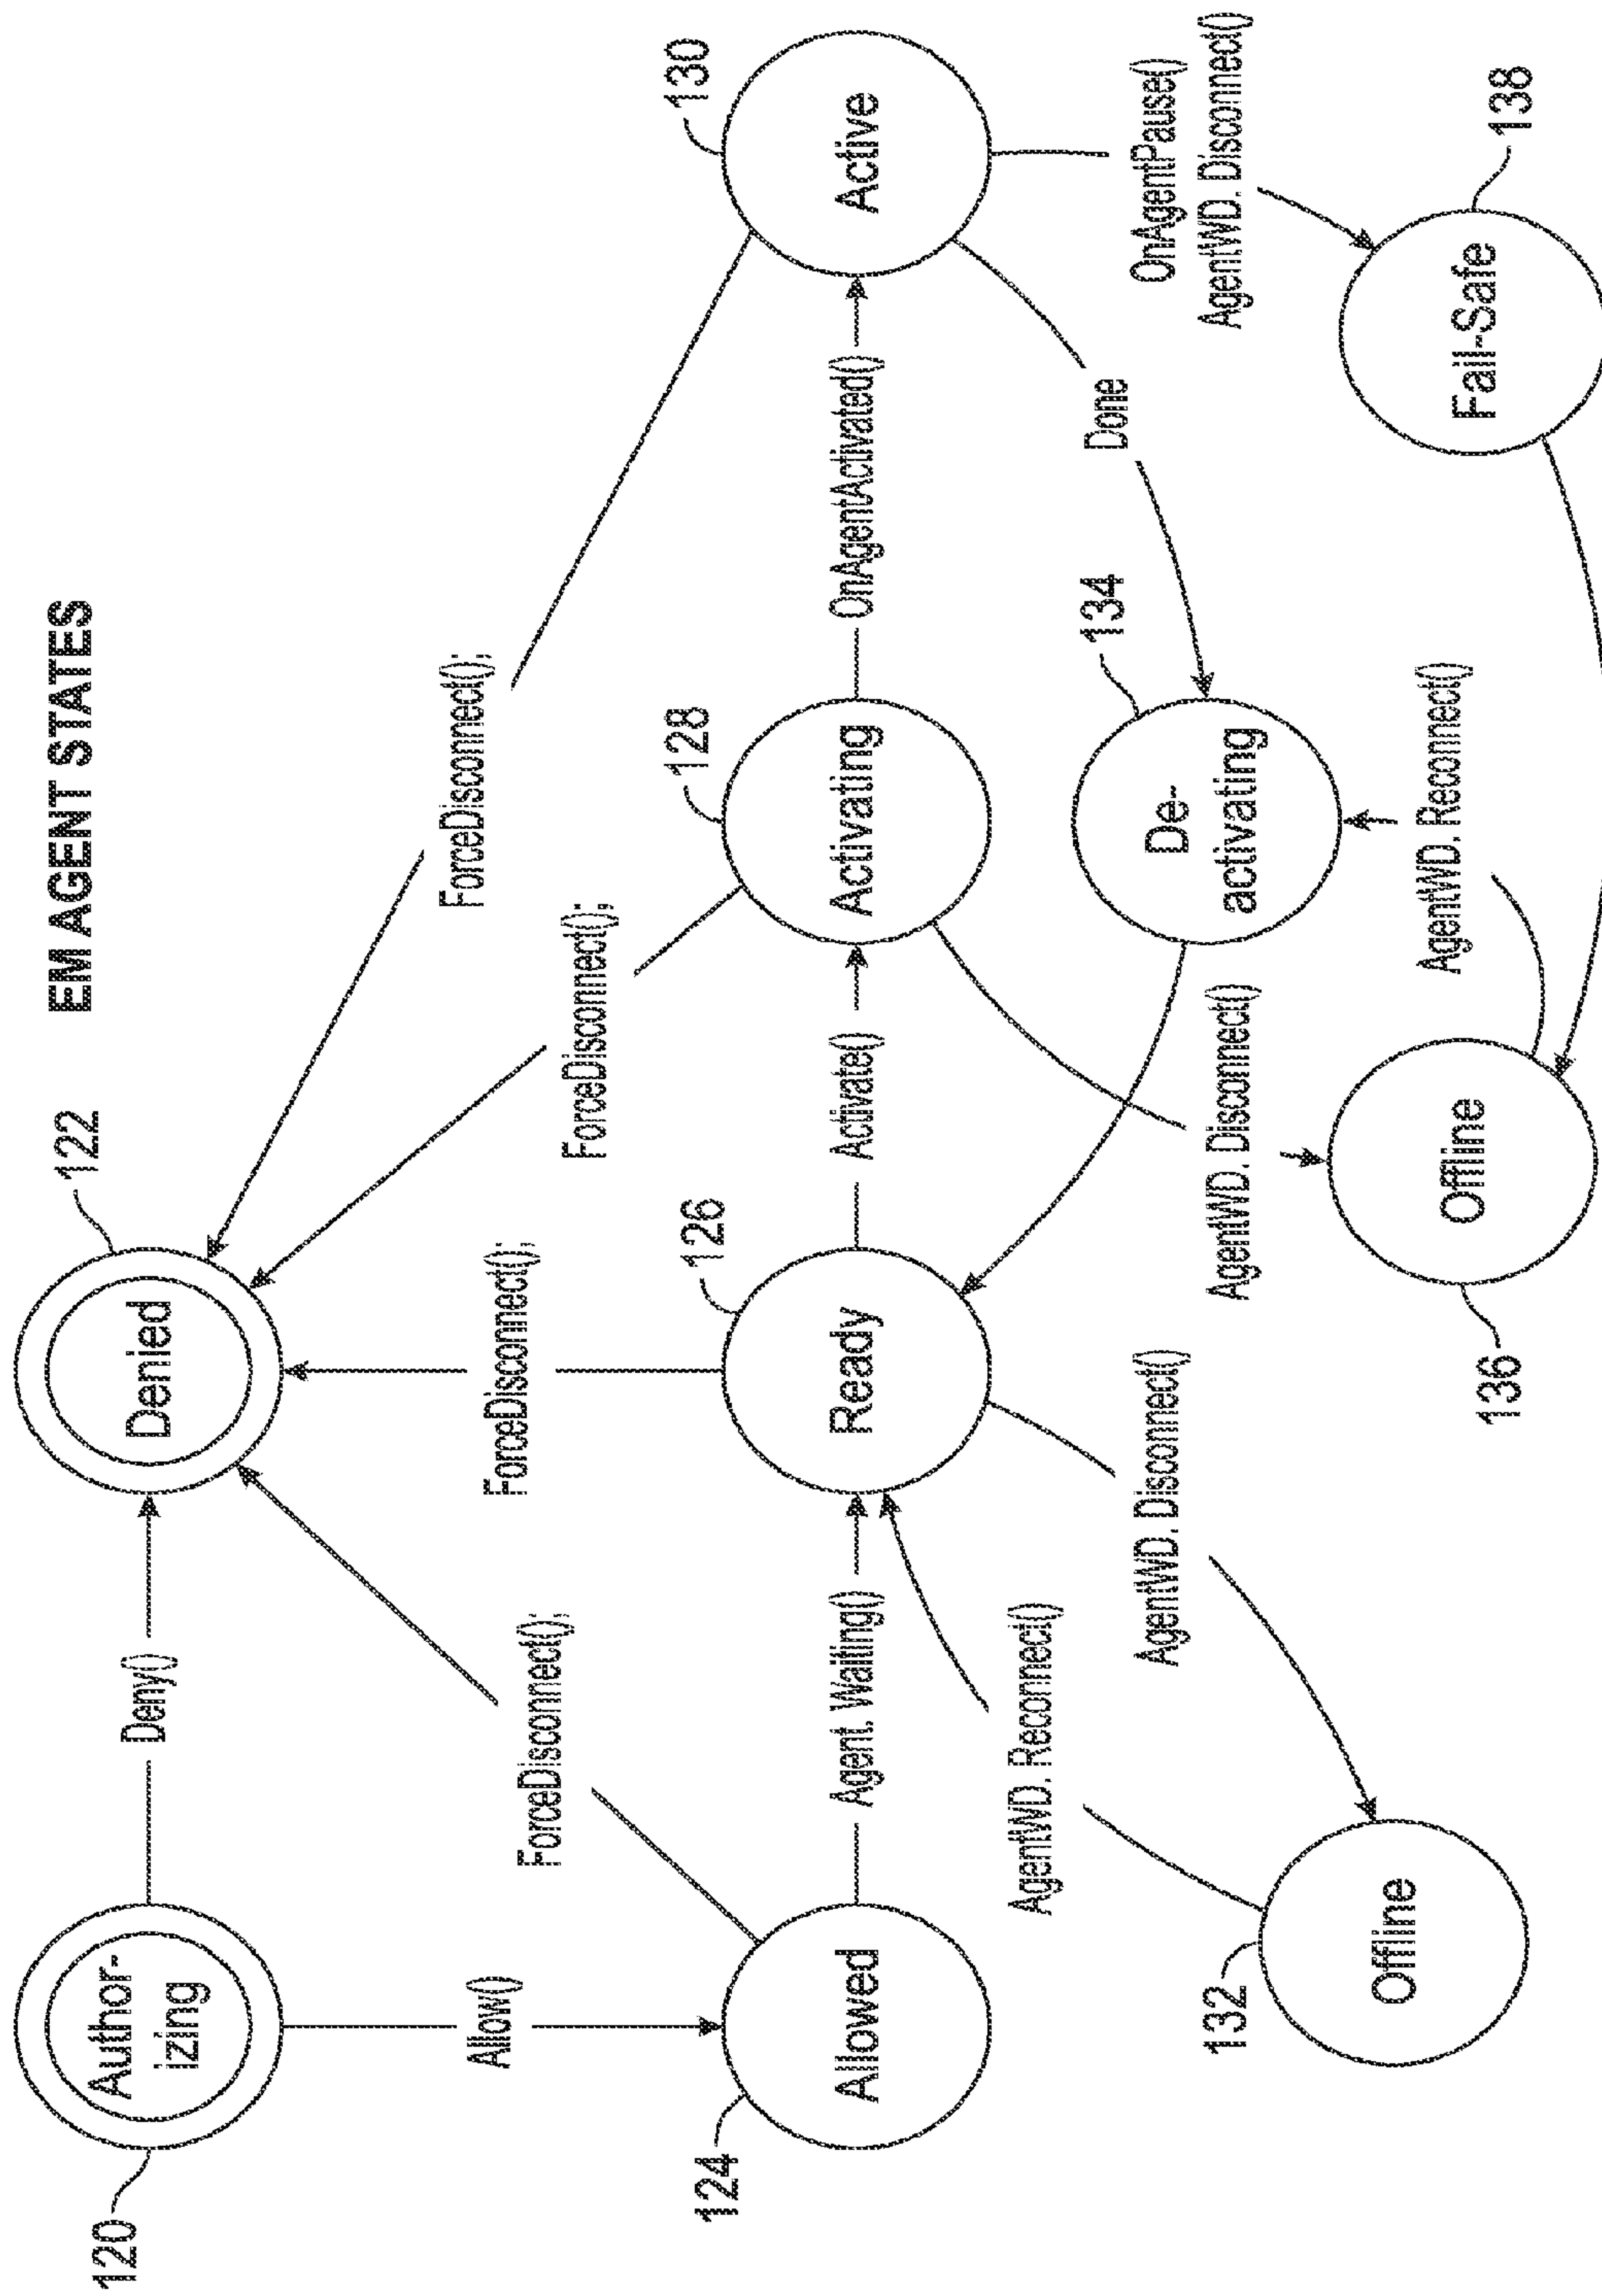 EM AGENT STATES
120
Author-
izing
Deny()
122
Denied
Allow()
ForceDisconnect();
ForceDisconnect();
ForceDisconnect();
ForceDisconnect();
124
Allowed
Agent. Waiting()
126
Ready
Activate()
128
Activating
OnAgentActivated()
130
Active
AgentWD. Reconnect()
AgentWD. Disconnect()
AgentWD. Disconnect()
134
De-
activating
Done
OnAgentPause()
AgentWD. Disconnect()
132
Offline
136
Offline
AgentWD. Reconnect()
Fail-Safe
138